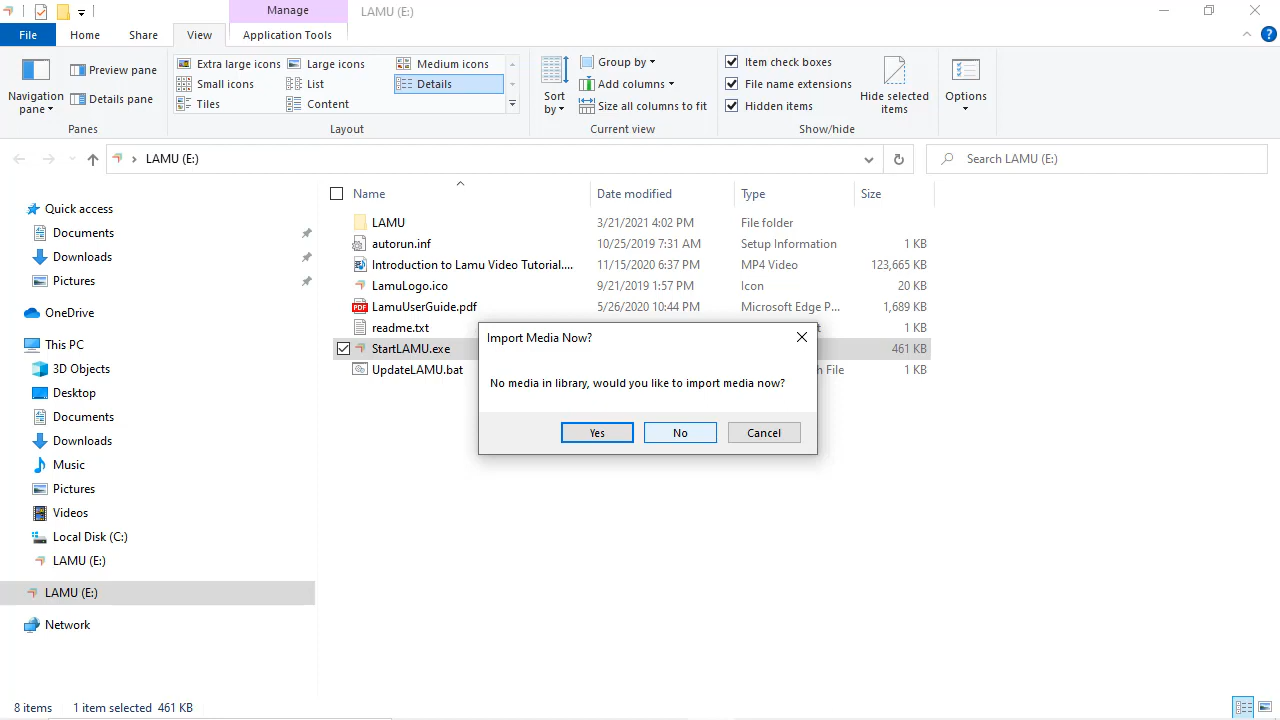 Manage
LAMU (E:)
File
Home
Share
View
Application Tools
Navigation pane
Preview pane
Details pane
Panes
Extra large icons
Large icons
Medium icons
Small icons
List
Details
Tiles
Content
Layout
Sort by
Group by
Add columns
Size all columns to fit
Current view
Item check boxes
File name extensions
Hidden items
Hide selected items
Show/hide
Options
LAMU (E:)
Search LAMU (E:)
Quick access
Documents
Downloads
Pictures
OneDrive
This PC
3D Objects
Desktop
Documents
Downloads
Music
Pictures
Videos
Local Disk (C:)
LAMU (E:)
LAMU (E:)
Network
Name Date modified Type Size
LAMU 3/21/2021 4:02 PM File folder
autorun.inf 10/25/2019 7:31 AM Setup Information 1 KB
Introduction to Lamu Video Tutorial.... 11/15/2020 6:37 PM MP4 Video 123,665 KB
LamuLogo.ico 9/21/2019 1:57 PM Icon 20 KB
PDF LamuUserGuide.pdf 5/26/2020 10:44 PM Microsoft Edge P... 1,689 KB
readme.txt 1 KB
StartLAMU.exe 461 KB
UpdateLAMU.bat File 1 KB
Import Media Now?
No media in library, would you like to import media now?
Yes No Cancel
8 items 1 item selected 461 KB